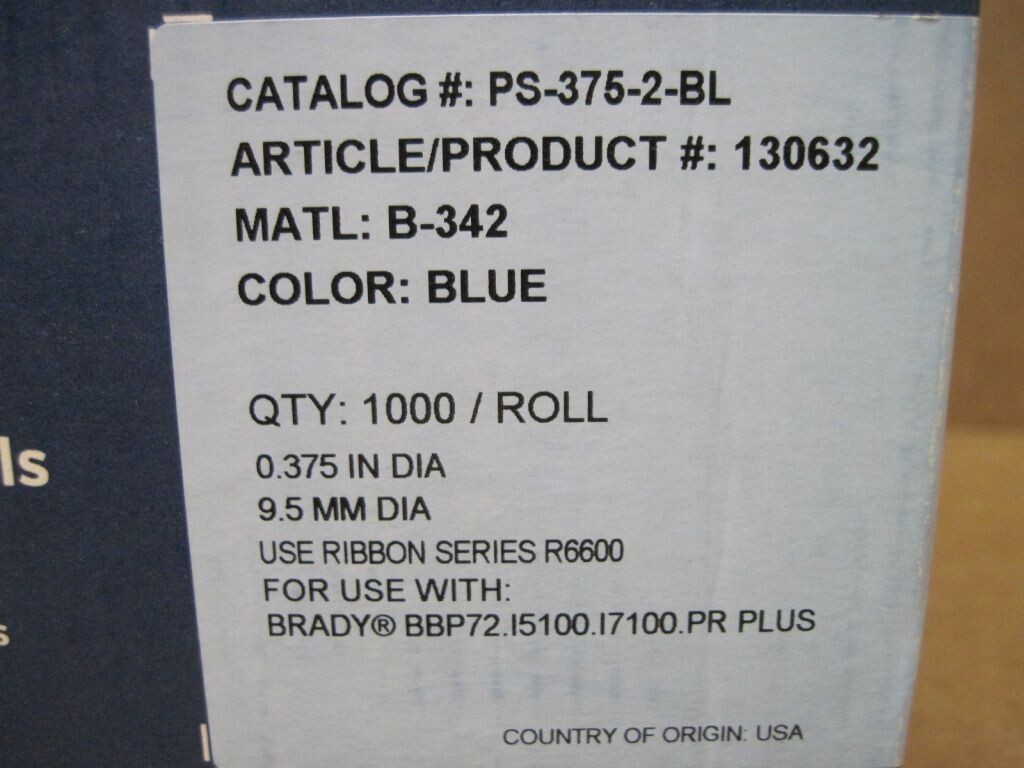 CATALOG #: PS-375-2-BL
ARTICLE/PRODUCT #: 130632
MATL: B-342
COLOR: BLUE
QTY: 1000 / ROLL
0.375 IN DIA
9.5 MM DIA
USE RIBBON SERIES R6600
FOR USE WITH:
BRADY® BBP72.I5100.I7100.PR PLUS
COUNTRY OF ORIGIN: USA
ls
s